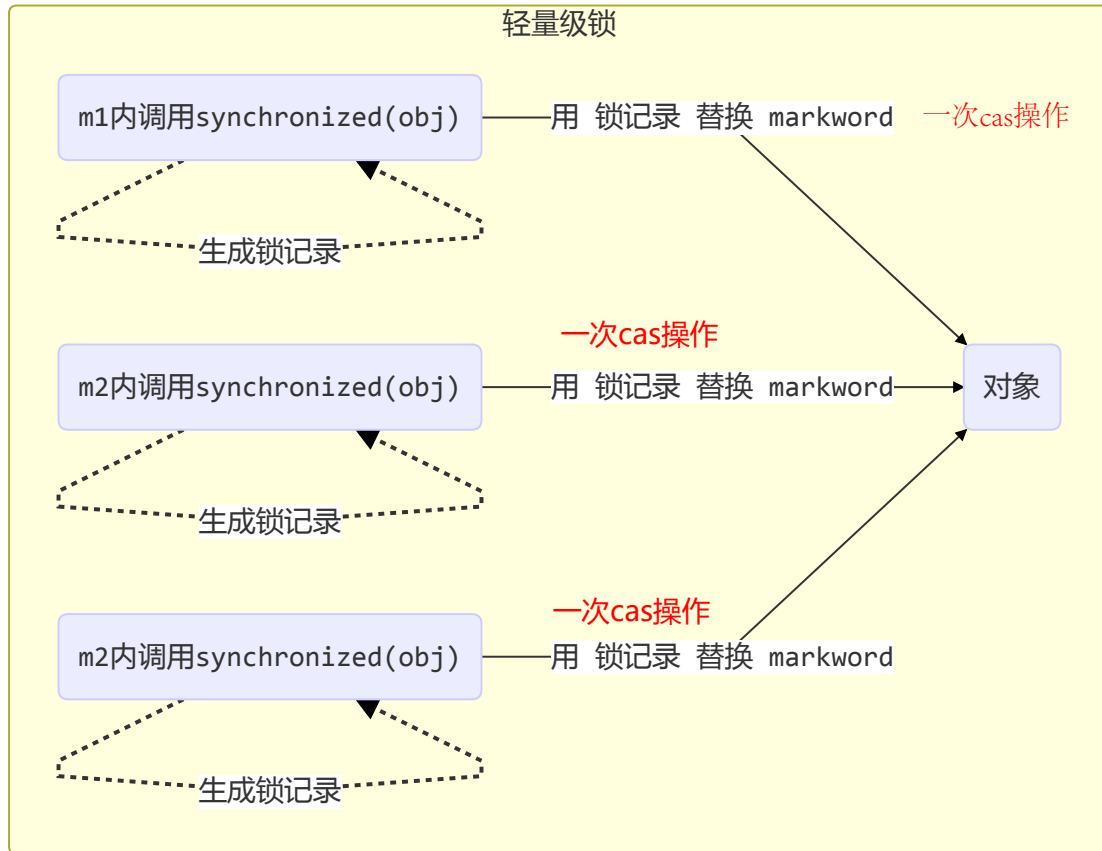 轻量级锁
m1内调用synchronized(obj)
用 锁记录 替换 markword
一次cas操作
生成锁记录
一次cas操作
m2内调用synchronized(obj)
用 锁记录 替换 markword
对象
生成锁记录
一次cas操作
m2内调用synchronized(obj)
用 锁记录 替换 markword
生成锁记录